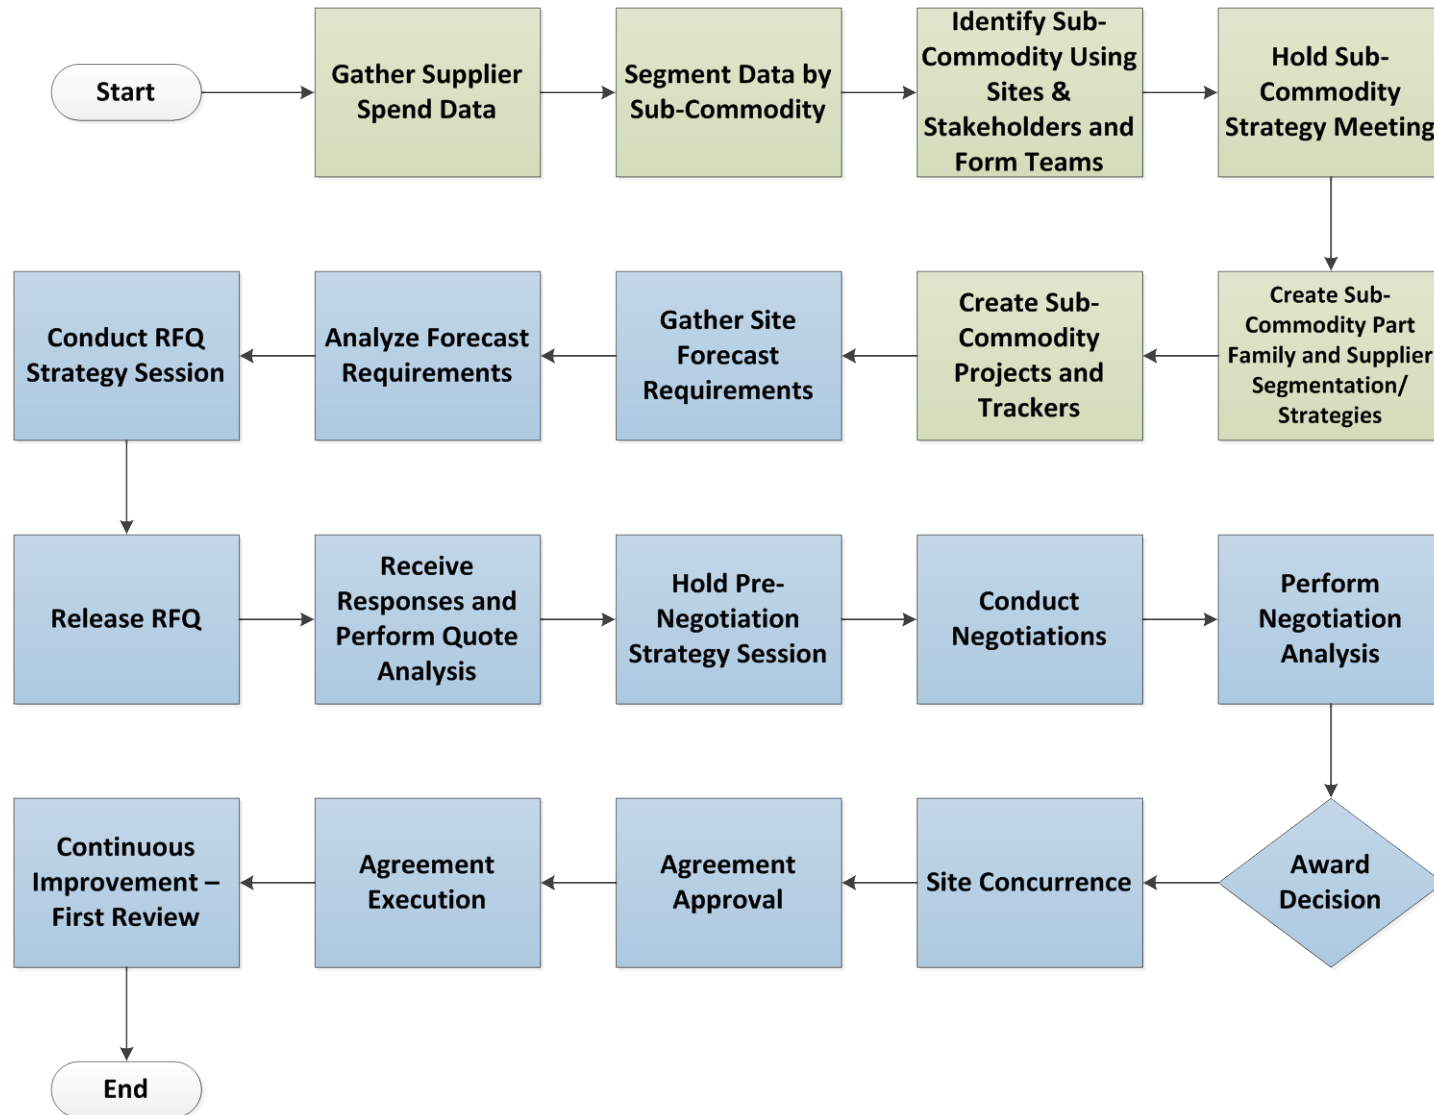 Start
Gather Supplier
Spend Data
Segment Data by
Sub-Commodity
Identify Sub-
Commodity Using
Sites &
Stakeholders and
Form Teams
Hold Sub-
Commodity
Strategy Meeting
Create Sub-
Commodity Part
Family and Supplier
Segmentation/
Strategies
Create Sub-
Commodity
Projects and
Trackers
Gather Site
Forecast
Requirements
Analyze Forecast
Requirements
Conduct RFQ
Strategy Session
Release RFQ
Receive
Responses and
Perform Quote
Analysis
Hold Pre-
Negotiation
Strategy Session
Conduct
Negotiations
Perform
Negotiation
Analysis
Award
Decision
Site Concurrence
Agreement
Approval
Agreement
Execution
Continuous
Improvement –
First Review
End